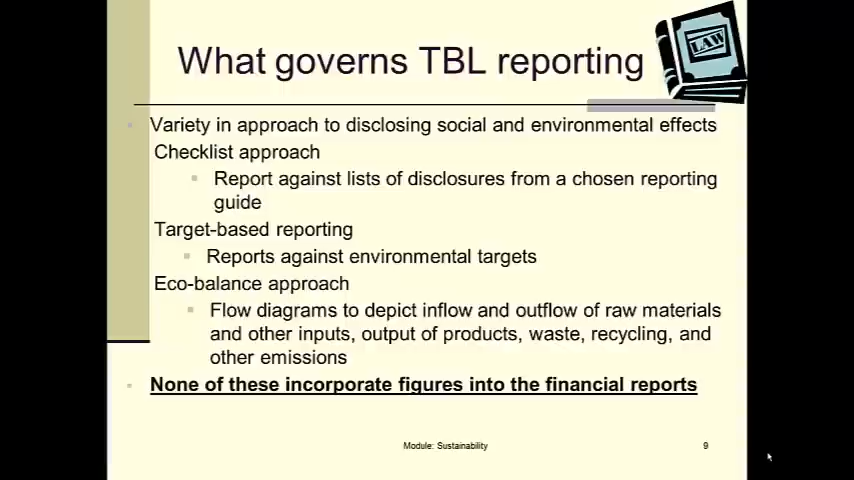 What governs TBL reporting
LAW
Variety in approach to disclosing social and environmental effects
Checklist approach
Report against lists of disclosures from a chosen reporting
guide
Target-based reporting
Reports against environmental targets
Eco-balance approach
Flow diagrams to depict inflow and outflow of raw materials
and other inputs, output of products, waste, recycling, and
other emissions
None of these incorporate figures into the financial reports
Module: Sustainability
9